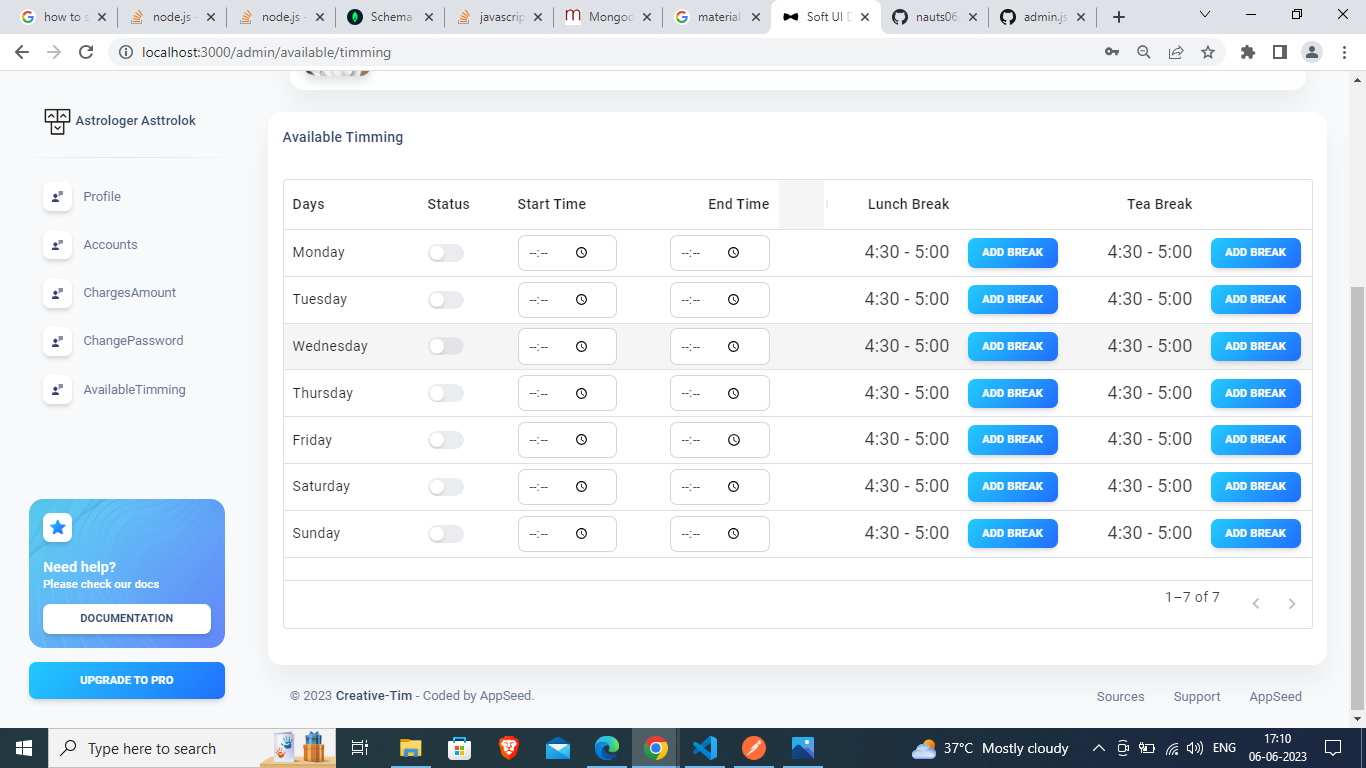 how to s
node.js -
node.js -
Schema
javascrip
Mongoo
material
Soft UI D
nauts06
admin.js
localhost:3000/admin/available/timming
Astrologer Asttrolok
Profile
Accounts
ChargesAmount
ChangePassword
AvailableTimming
Need help?
Please check our docs
DOCUMENTATION
UPGRADE TO PRO
Available Timming
Days Status Start Time End Time Lunch Break Tea Break
Monday --:-- --:-- 4:30 - 5:00 ADD BREAK 4:30 - 5:00 ADD BREAK
Tuesday --:-- --:-- 4:30 - 5:00 ADD BREAK 4:30 - 5:00 ADD BREAK
Wednesday --:-- --:-- 4:30 - 5:00 ADD BREAK 4:30 - 5:00 ADD BREAK
Thursday --:-- --:-- 4:30 - 5:00 ADD BREAK 4:30 - 5:00 ADD BREAK
Friday --:-- --:-- 4:30 - 5:00 ADD BREAK 4:30 - 5:00 ADD BREAK
Saturday --:-- --:-- 4:30 - 5:00 ADD BREAK 4:30 - 5:00 ADD BREAK
Sunday --:-- --:-- 4:30 - 5:00 ADD BREAK 4:30 - 5:00 ADD BREAK
1–7 of 7
© 2023 Creative-Tim - Coded by AppSeed.
Sources Support AppSeed
Type here to search
37°C Mostly cloudy
ENG
17:10
06-06-2023